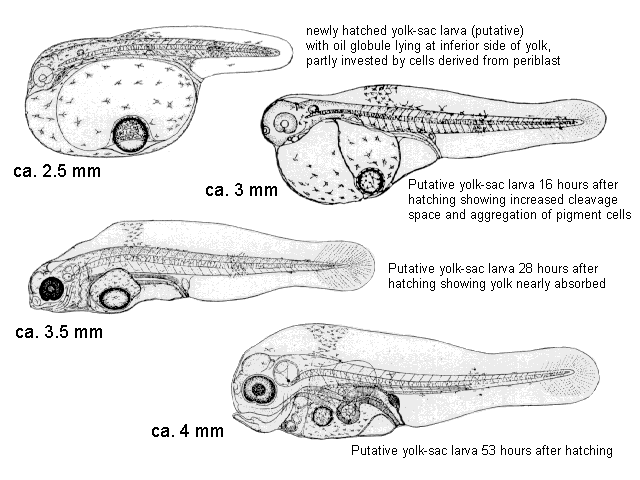 newly hatched yolk-sac larva (putative)
with oil globule lying at inferior side of yolk,
partly invested by cells derived from periblast
ca. 2.5 mm
ca. 3 mm
Putative yolk-sac larva 16 hours after
hatching showing increased cleavage
space and aggregation of pigment cells
Putative yolk-sac larva 28 hours after
hatching showing yolk nearly absorbed
ca. 3.5 mm
ca. 4 mm
Putative yolk-sac larva 53 hours after hatching